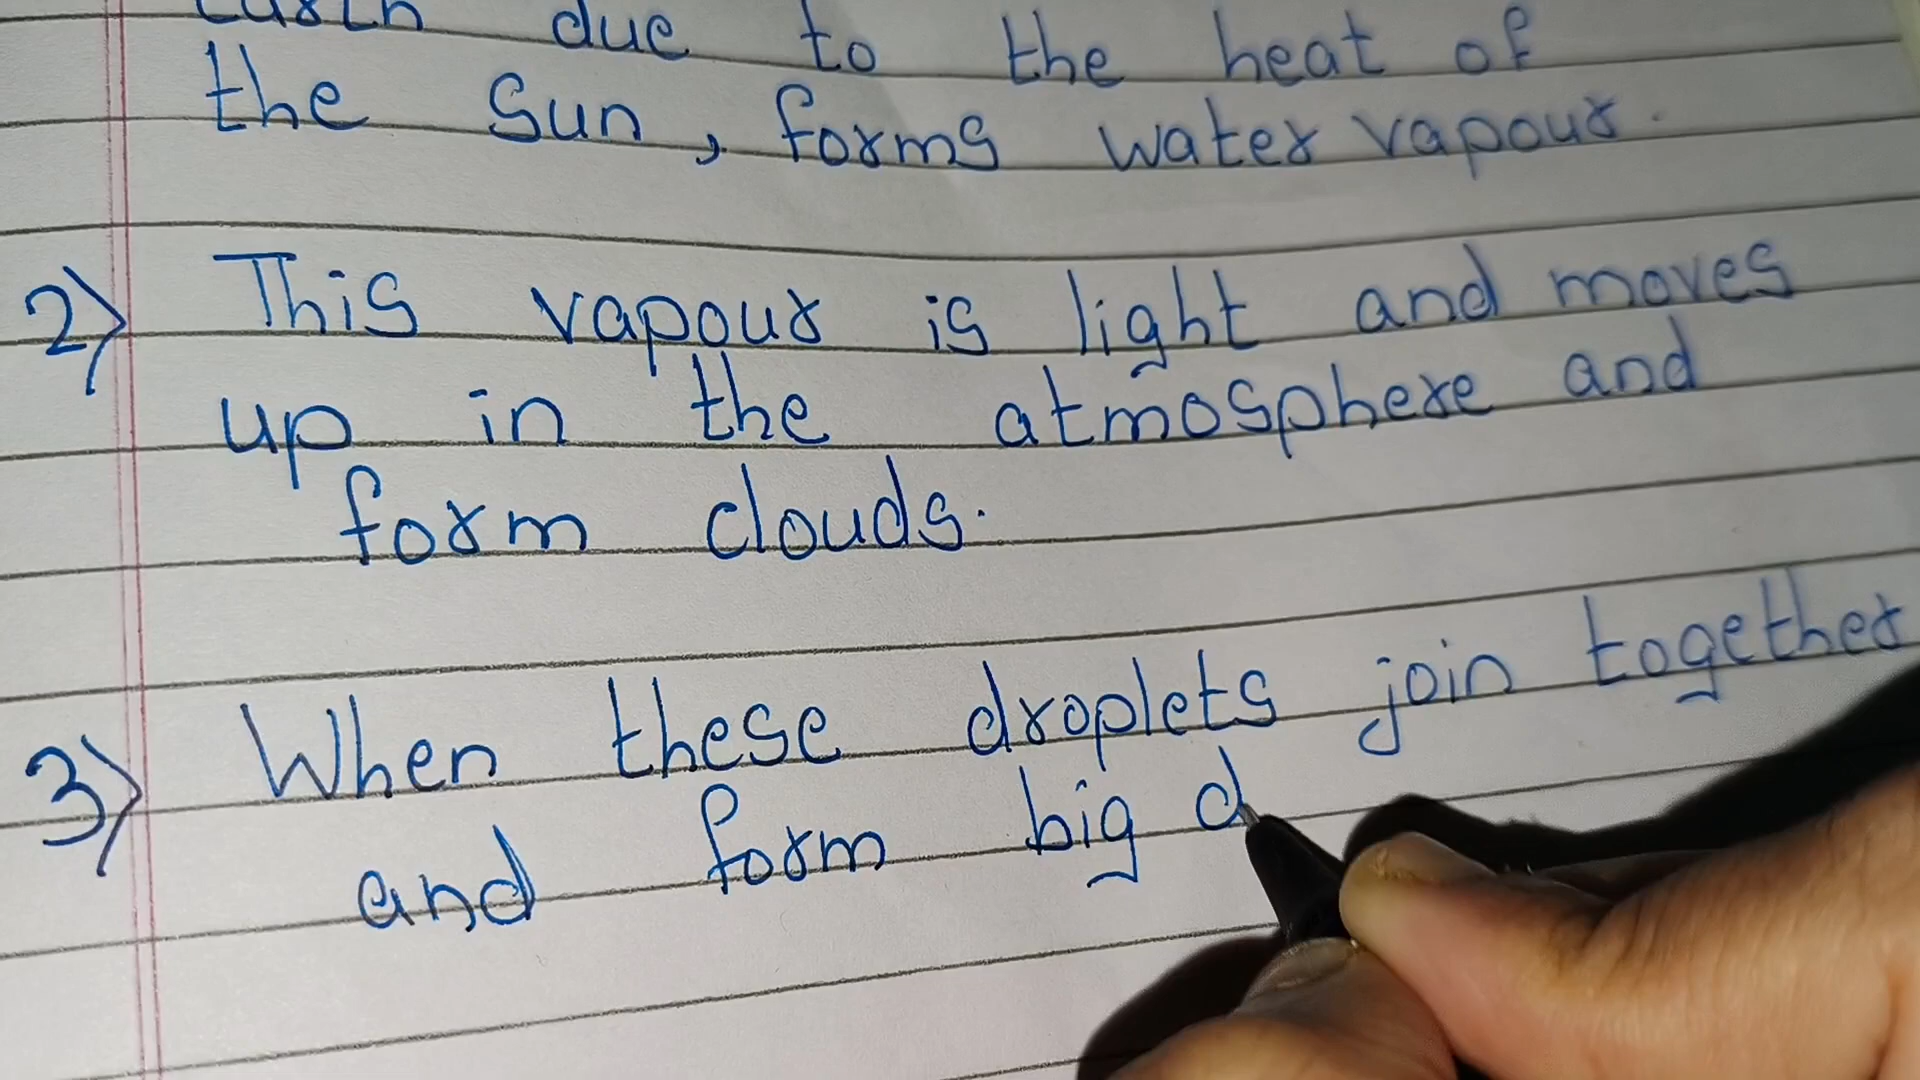 Earth due to the heat of
the Sun, forms water vapour.
2) This vapour is light and moves
up in the atmosphere and
form clouds.
3) When these droplets join together
and form big d